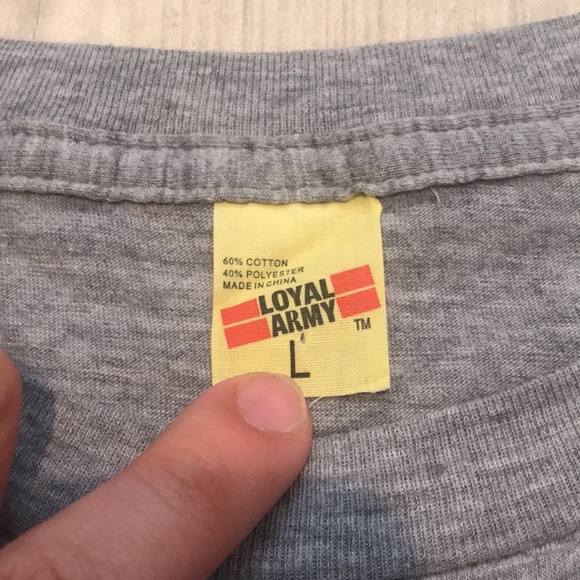 60% COTTON
40% POLYESTER
MADE IN CHINA
LOYAL
ARMY TM
L